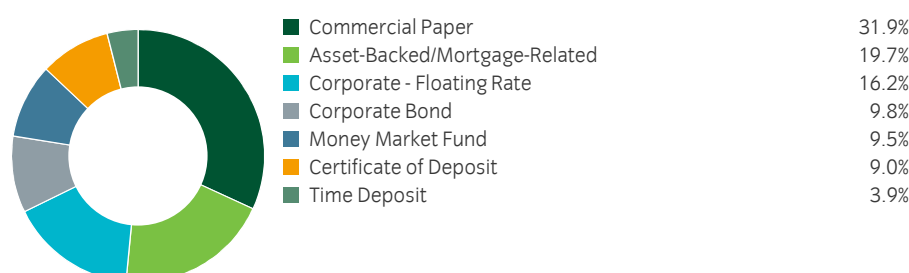 Commercial Paper 31.9%
Asset-Backed/Mortgage-Related 19.7%
Corporate - Floating Rate 16.2%
Corporate Bond 9.8%
Money Market Fund 9.5%
Certificate of Deposit 9.0%
Time Deposit 3.9%